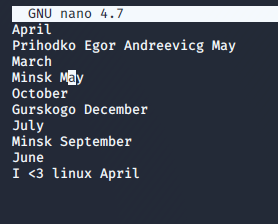 GNU nano 4.7
April
Prihodko Egor Andreevicg May
March
Minsk May
October
Gurskogo December
July
Minsk September
June
I <3 linux April